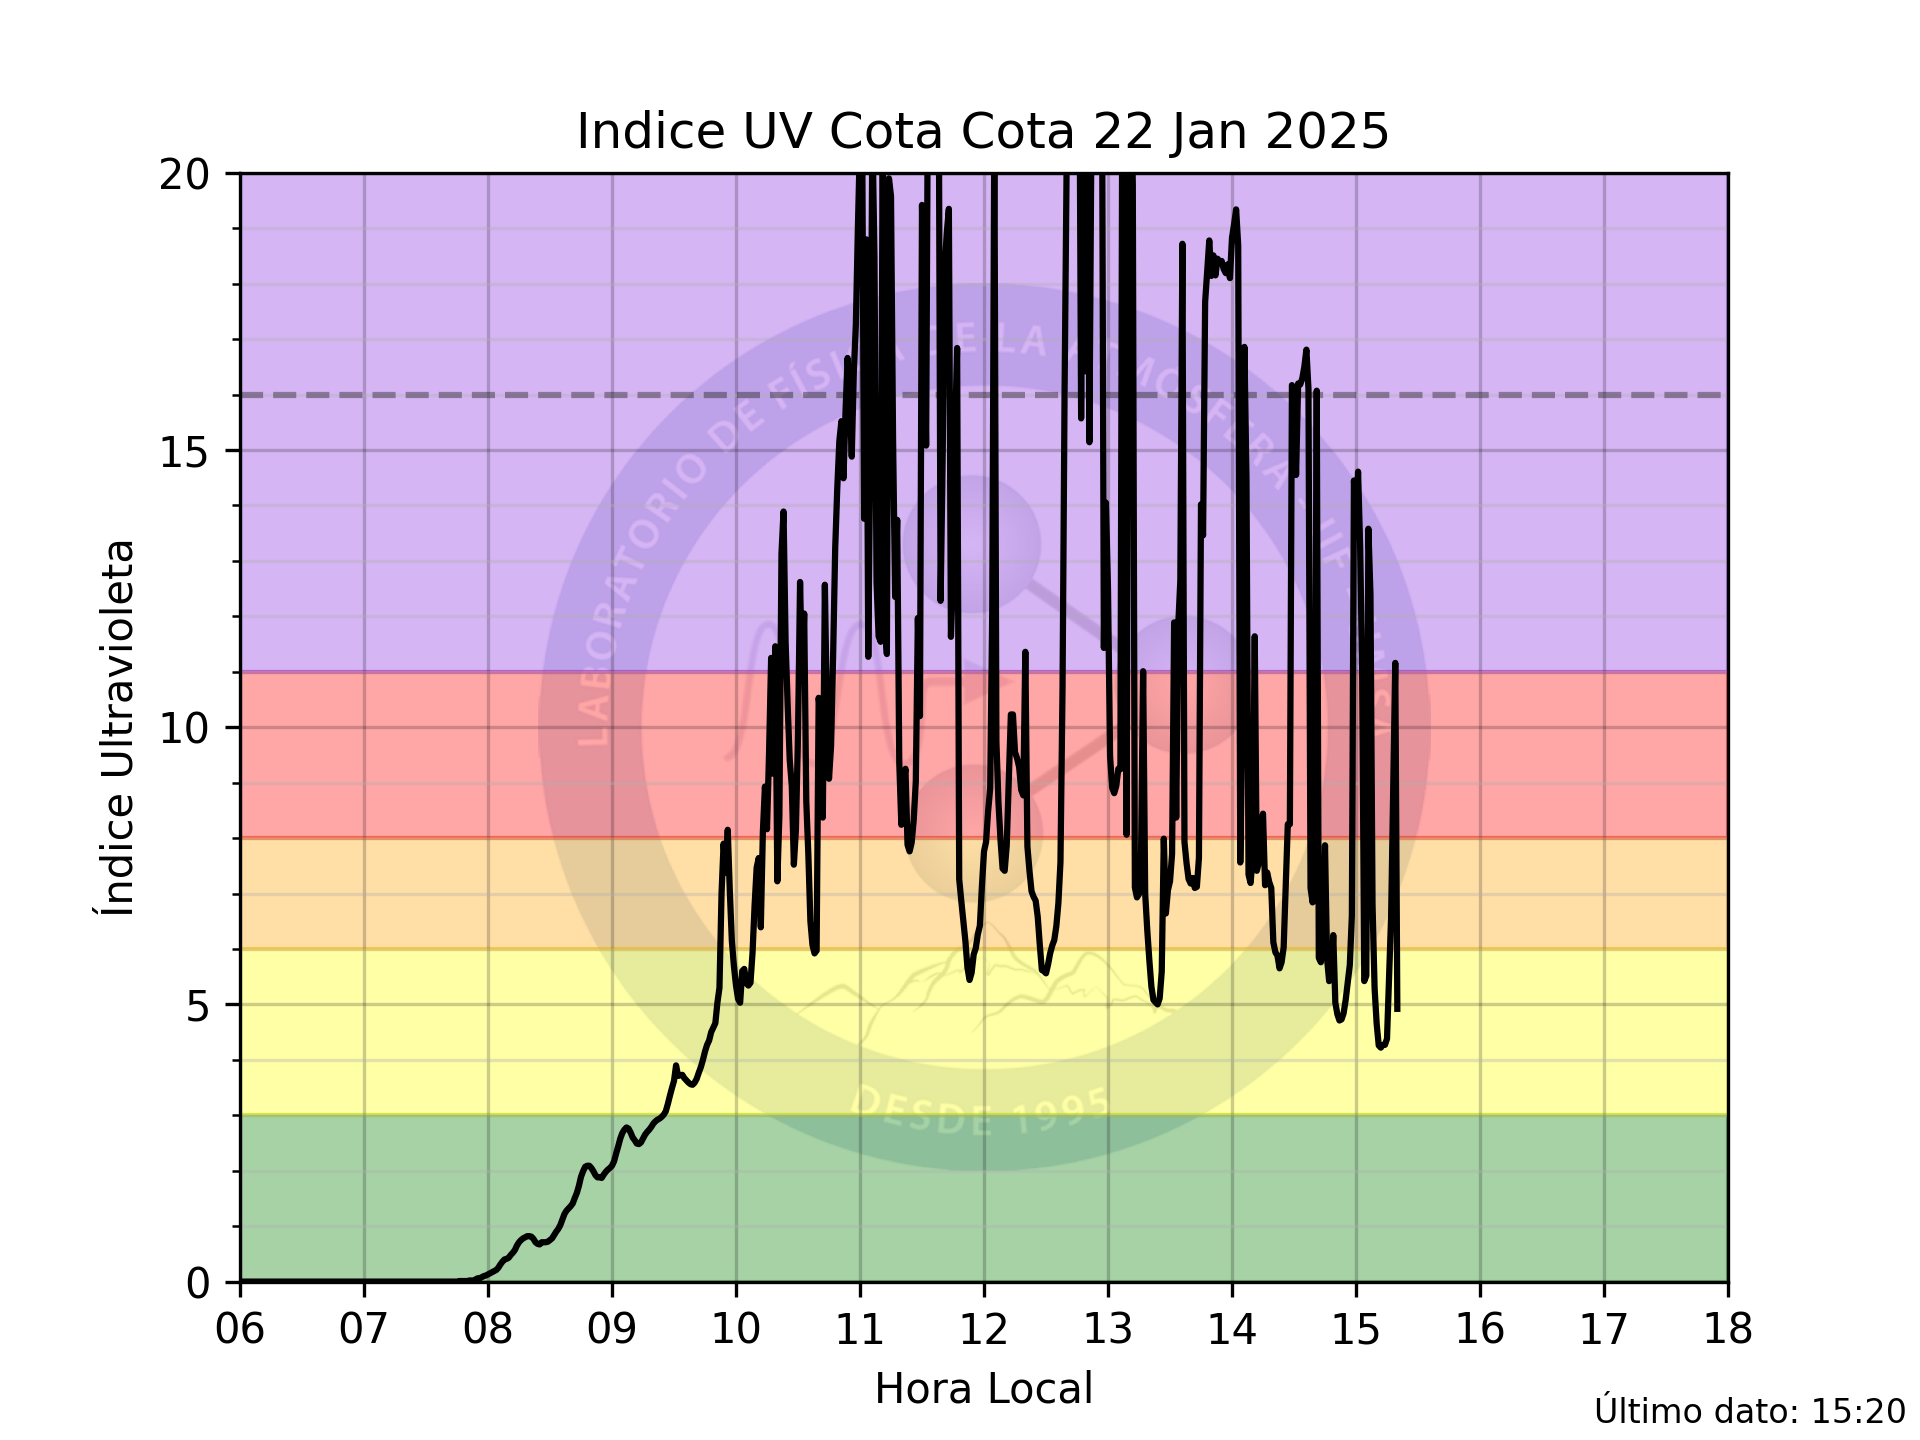 Indice UV Cota Cota 22 Jan 2025
20
15
10
5
0
Índice Ultravioleta
LABORATORIO DE FÍSICA DE LA ATMOSFERA
DESDE 1995
06 07 08 09 10 11 12 13 14 15 16 17 18
Hora Local
Último dato: 15:20